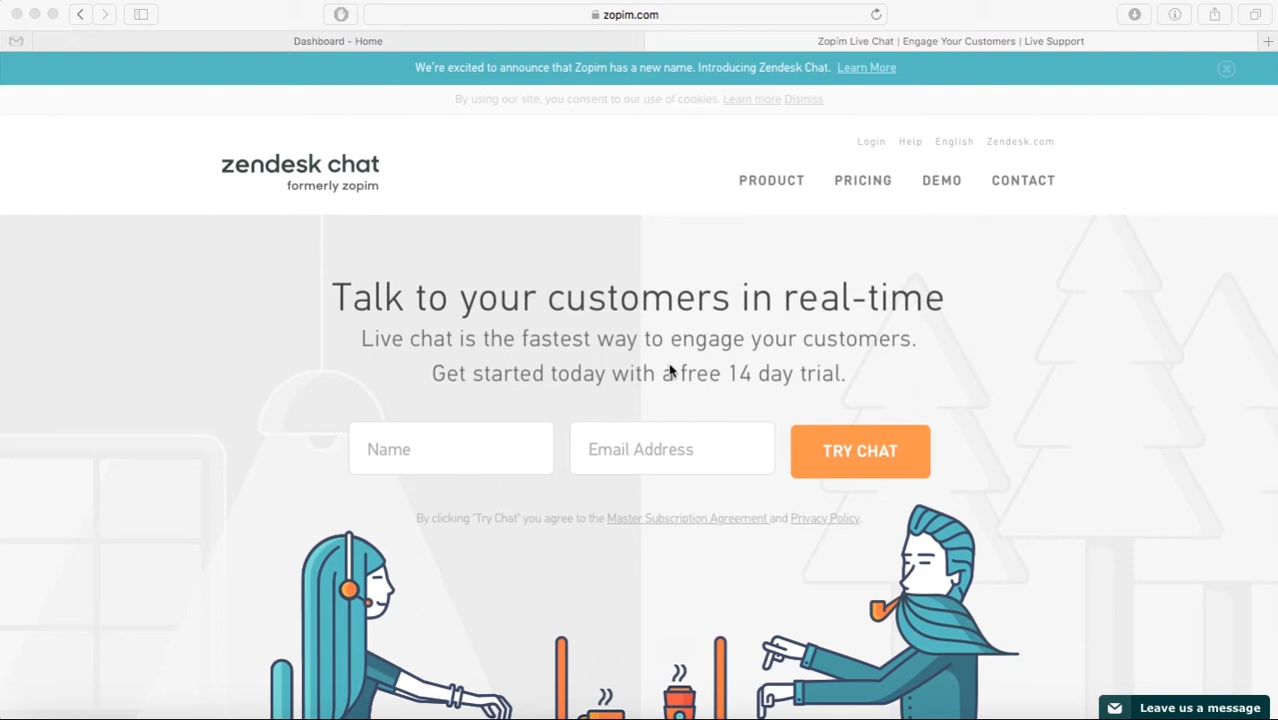 zopim.com
Dashboard - Home
Zopim Live Chat | Engage Your Customers | Live Support
We're excited to announce that Zopim has a new name. Introducing Zendesk Chat. Learn More
By using our site, you consent to our use of cookies. Learn more Dismiss
Login Help English Zendesk.com
zendesk chat
formerly zopim
PRODUCT PRICING DEMO CONTACT
Talk to your customers in real-time
Live chat is the fastest way to engage your customers.
Get started today with a free 14 day trial.
Name
Email Address
TRY CHAT
By clicking "Try Chat" you agree to the Master Subscription Agreement and Privacy Policy.
Leave us a message